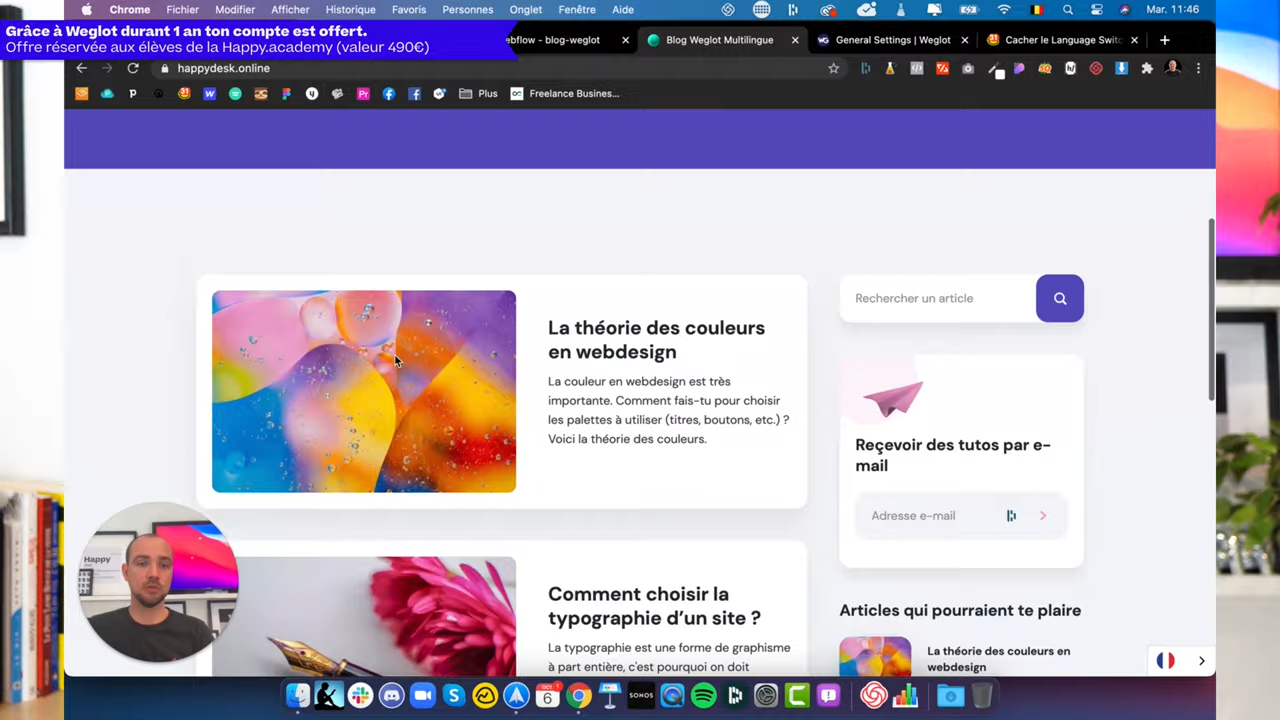 Grâce à Weglot durant 1 an ton compte est offert.
Offre réservée aux élèves de la Happy.academy (valeur 490€)
Chrome Fichier Modifier Afficher Historique Favoris Personnes Onglet Fenêtre Aide Mar. 11:46
bflow - blog-weglot
Blog Weglot Multilingue
General Settings | Weglot
Cacher le Language Switc
happydesk.online
Plus
Freelance Busines...
La théorie des couleurs
en webdesign
La couleur en webdesign est très
importante. Comment fais-tu pour choisir
les palettes à utiliser (titres, boutons, etc.) ?
Voici la théorie des couleurs.
Rechercher un article
Reçevoir des tutos par e-
mail
Adresse e-mail
Comment choisir la
typographie d’un site ?
La typographie est une forme de graphisme
à part entière, c'est pourquoi on doit
Articles qui pourraient te plaire
La théorie des couleurs en
webdesign
Happy
SONOS